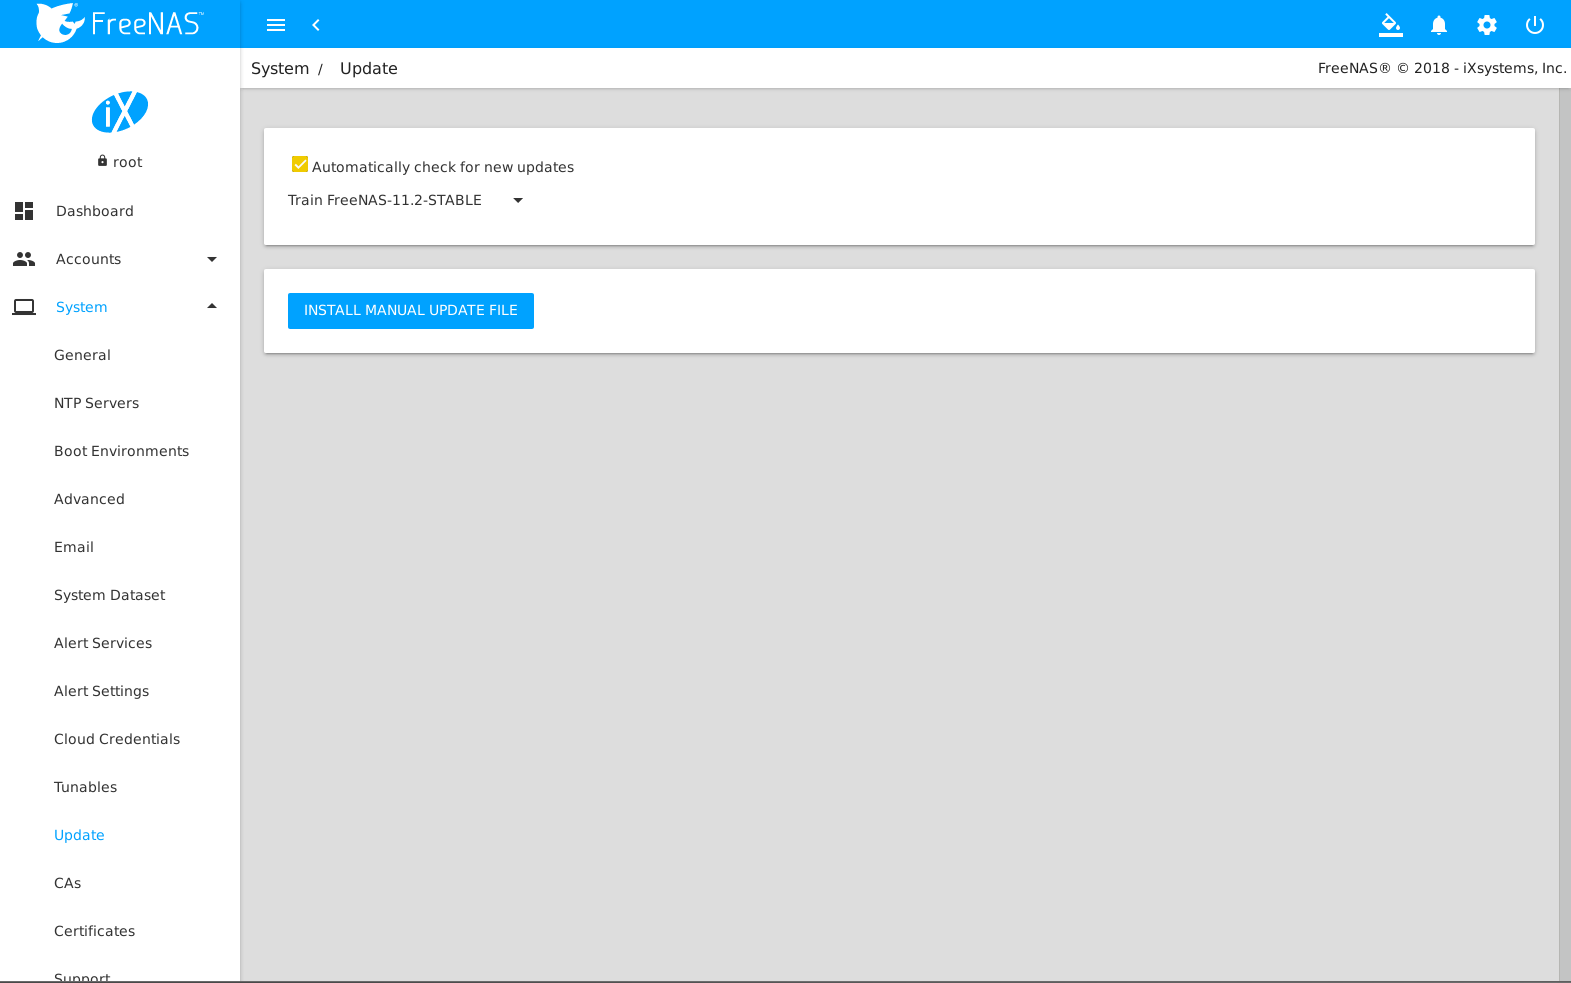 FreeNAS™
System / Update
FreeNAS® © 2018 - iXsystems, Inc.
iX
root
Dashboard
Accounts
System
General
NTP Servers
Boot Environments
Advanced
Email
System Dataset
Alert Services
Alert Settings
Cloud Credentials
Tunables
Update
CAs
Certificates
Support
Automatically check for new updates
Train FreeNAS-11.2-STABLE
INSTALL MANUAL UPDATE FILE